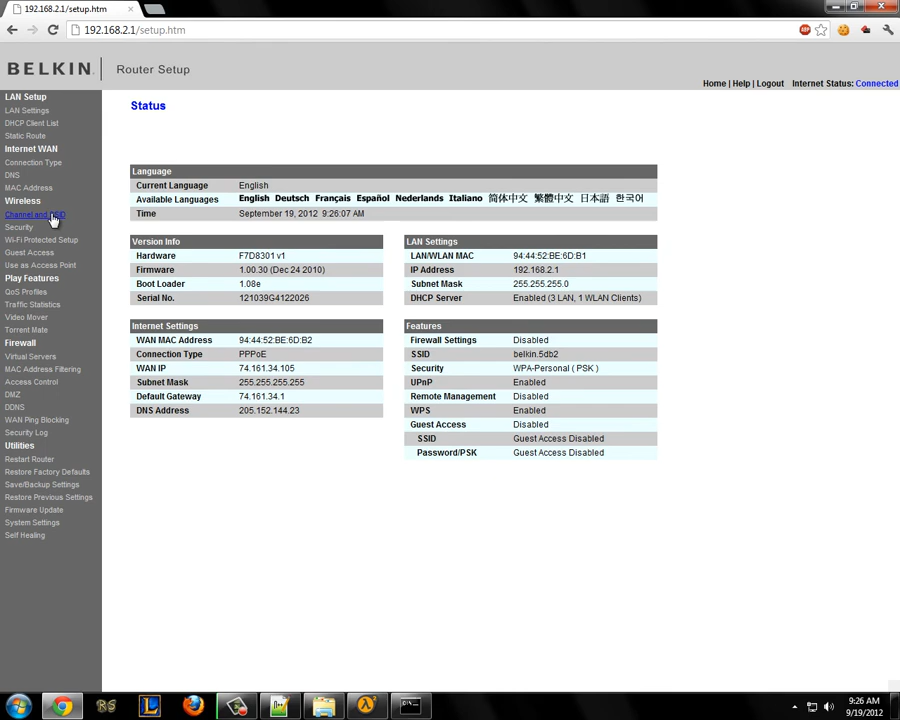 192.168.2.1/setup.htm
192.168.2.1/setup.htm
BELKIN. Router Setup
Home | Help | Logout Internet Status: Connected
LAN Setup
LAN Settings
DHCP Client List
Static Route
Internet WAN
Connection Type
DNS
MAC Address
Wireless
Channel and SSID
Security
Wi-Fi Protected Setup
Guest Access
Use as Access Point
Play Features
QoS Profiles
Traffic Statistics
Video Mover
Torrent Mate
Firewall
Virtual Servers
MAC Address Filtering
Access Control
DMZ
DDNS
WAN Ping Blocking
Security Log
Utilities
Restart Router
Restore Factory Defaults
Save/Backup Settings
Restore Previous Settings
Firmware Update
System Settings
Self Healing
Status
Language
Current Language English
Available Languages English Deutsch Français Español Nederlands Italiano 简体中文 繁體中文 日本語 한국어
Time September 19, 2012 9:26:07 AM
Version Info
Hardware F7D8301 v1
Firmware 1.00.30 (Dec 24 2010)
Boot Loader 1.08e
Serial No. 121039G4122026
LAN Settings
LAN/WLAN MAC 94:44:52:BE:6D:B1
IP Address 192.168.2.1
Subnet Mask 255.255.255.0
DHCP Server Enabled (3 LAN, 1 WLAN Clients)
Internet Settings
WAN MAC Address 94:44:52:BE:6D:B2
Connection Type PPPoE
WAN IP 74.161.34.105
Subnet Mask 255.255.255.255
Default Gateway 74.161.34.1
DNS Address 205.152.144.23
Features
Firewall Settings Disabled
SSID belkin.5db2
Security WPA-Personal ( PSK )
UPnP Enabled
Remote Management Disabled
WPS Enabled
Guest Access Disabled
SSID Guest Access Disabled
Password/PSK Guest Access Disabled
RS
9:26 AM
9/19/2012